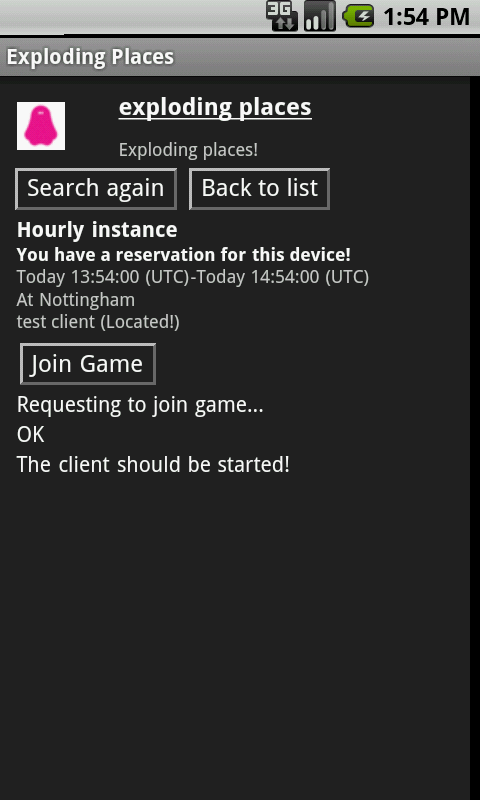 3G 1:54 PM
Exploding Places
exploding places
Exploding places!
Search again Back to list
Hourly instance
You have a reservation for this device!
Today 13:54:00 (UTC)-Today 14:54:00 (UTC)
At Nottingham
test client (Located!)
Join Game
Requesting to join game...
OK
The client should be started!